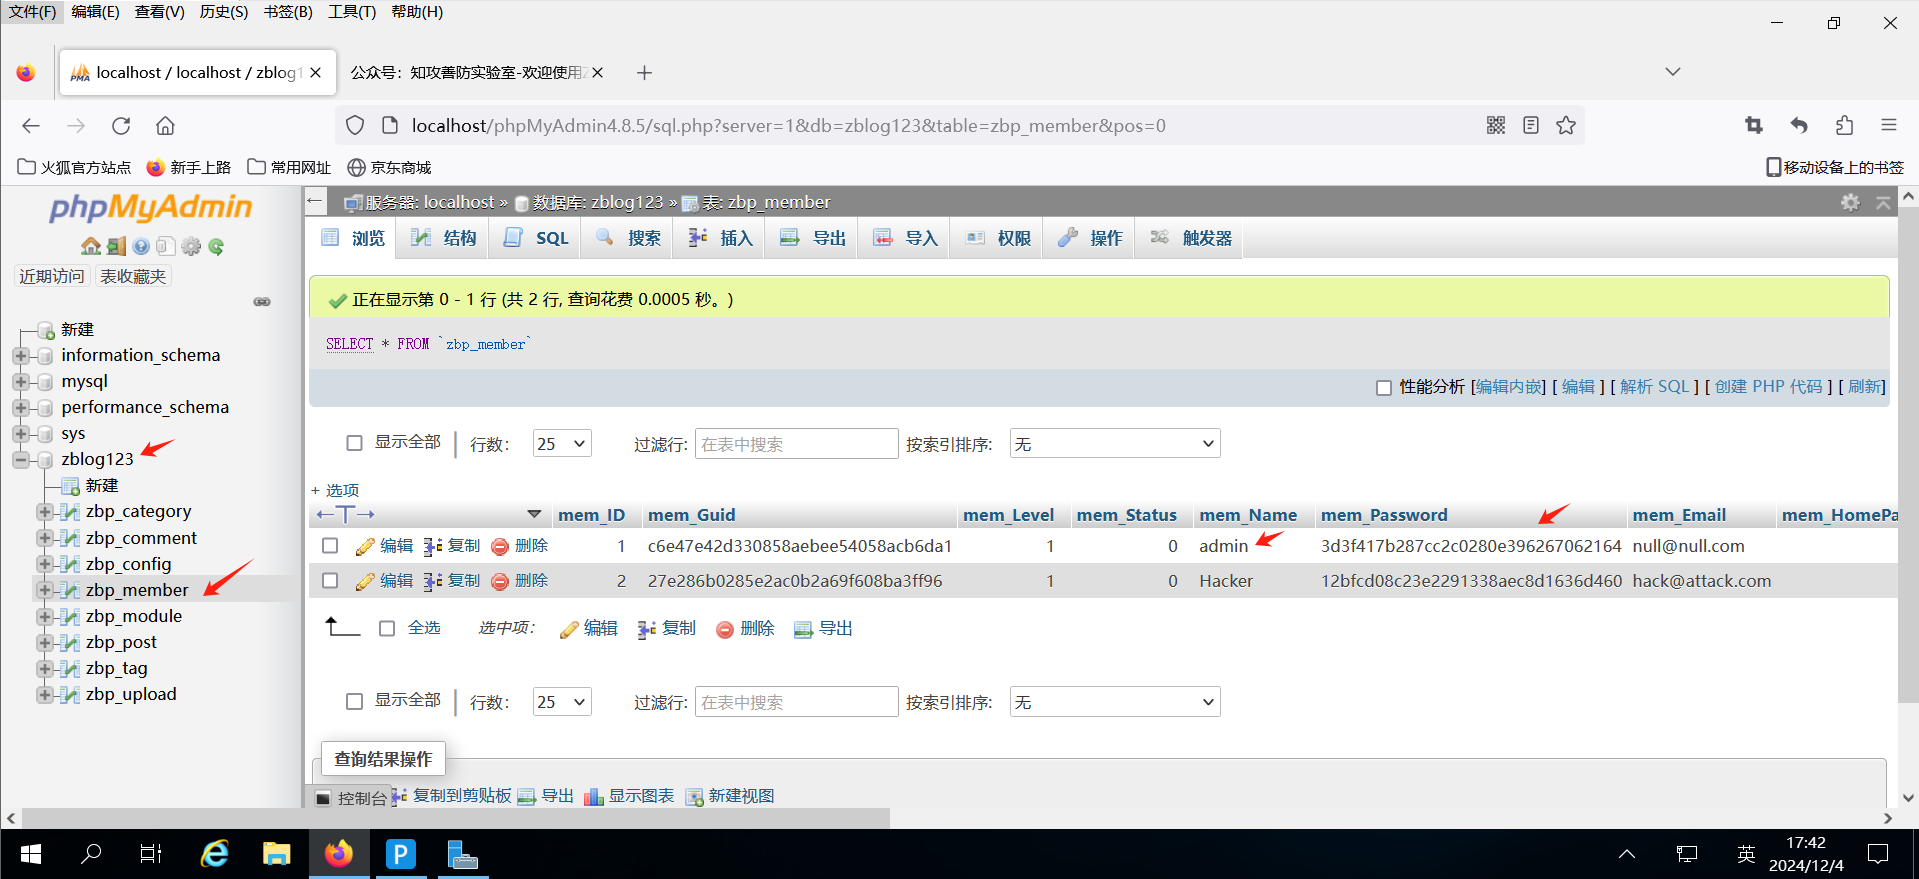 文件(F) 编辑(E) 查看(V) 历史(S) 书签(B) 工具(T) 帮助(H)
localhost / localhost / zblog1
公众号：知攻善防实验室-欢迎使用Z
localhost/phpMyAdmin4.8.5/sql.php?server=1&db=zblog123&table=zbp_member&pos=0
火狐官方站点 新手上路 常用网址 京东商城 移动设备上的书签
phpMyAdmin
近期访问 表收藏夹
新建
information_schema
mysql
performance_schema
sys
zblog123
新建
zbp_category
zbp_comment
zbp_config
zbp_member
zbp_module
zbp_post
zbp_tag
zbp_upload
服务器: localhost » 数据库: zblog123 » 表: zbp_member
浏览 结构 SQL 搜索 插入 导出 导入 权限 操作 触发器
正在显示第 0 - 1 行 (共 2 行, 查询花费 0.0005 秒。)
SELECT * FROM `zbp_member`
性能分析 [编辑内嵌] [ 编辑 ] [ 解析 SQL ] [ 创建 PHP 代码 ] [ 刷新]
显示全部 | 行数： 25 过滤行: 在表中搜索 按索引排序: 无
+ 选项
←T→ mem_ID mem_Guid mem_Level mem_Status mem_Name mem_Password mem_Email mem_HomePa
编辑 复制 删除 1 c6e47e42d330858aebee54058acb6da1 1 0 admin 3d3f417b287cc2c0280e396267062164 null@null.com
编辑 复制 删除 2 27e286b0285e2ac0b2a69f608ba3ff96 1 0 Hacker 12bfcd08c23e2291338aec8d1636d460 hack@attack.com
全选 选中项： 编辑 复制 删除 导出
显示全部 | 行数： 25 过滤行: 在表中搜索 按索引排序: 无
查询结果操作
控制台 复制到剪贴板 导出 显示图表 新建视图
英 17:42
2024/12/4